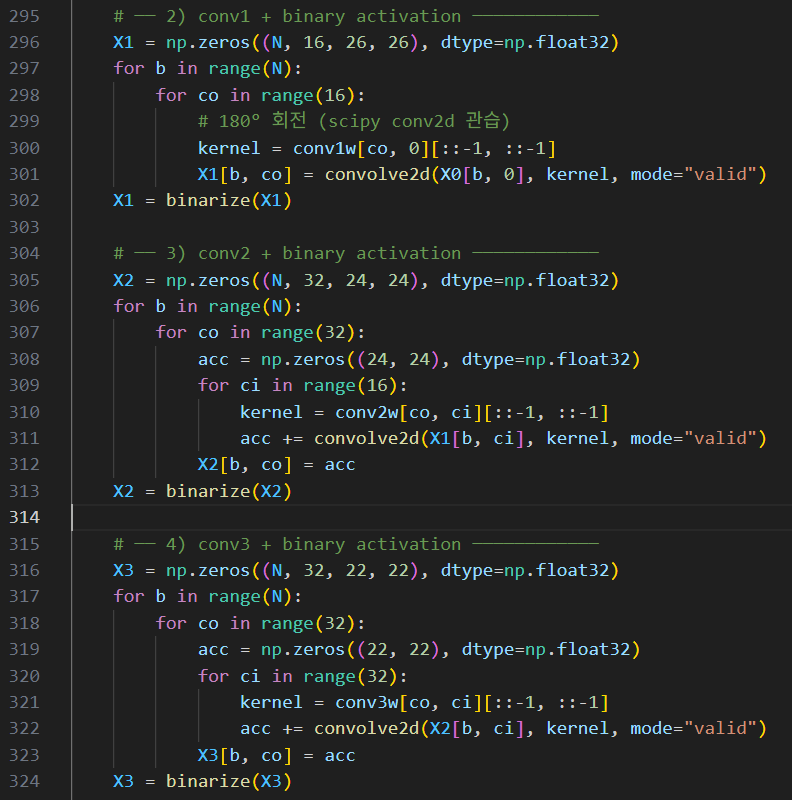 295 # —— 2) conv1 + binary activation ————————————
296 X1 = np.zeros((N, 16, 26, 26), dtype=np.float32)
297 for b in range(N):
298     for co in range(16):
299         # 180° 회전 (scipy conv2d 관습)
300         kernel = conv1w[co, 0][::-1, ::-1]
301         X1[b, co] = convolve2d(X0[b, 0], kernel, mode="valid")
302 X1 = binarize(X1)
303
304 # —— 3) conv2 + binary activation ————————————
305 X2 = np.zeros((N, 32, 24, 24), dtype=np.float32)
306 for b in range(N):
307     for co in range(32):
308         acc = np.zeros((24, 24), dtype=np.float32)
309         for ci in range(16):
310             kernel = conv2w[co, ci][::-1, ::-1]
311             acc += convolve2d(X1[b, ci], kernel, mode="valid")
312         X2[b, co] = acc
313 X2 = binarize(X2)
314
315 # —— 4) conv3 + binary activation ————————————
316 X3 = np.zeros((N, 32, 22, 22), dtype=np.float32)
317 for b in range(N):
318     for co in range(32):
319         acc = np.zeros((22, 22), dtype=np.float32)
320         for ci in range(32):
321             kernel = conv3w[co, ci][::-1, ::-1]
322             acc += convolve2d(X2[b, ci], kernel, mode="valid")
323         X3[b, co] = acc
324 X3 = binarize(X3)